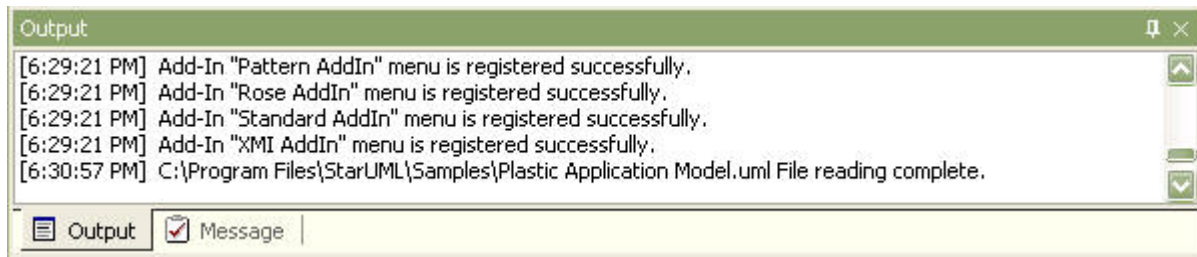 Output
[6:29:21 PM] Add-In "Pattern AddIn" menu is registered successfully.
[6:29:21 PM] Add-In "Rose AddIn" menu is registered successfully.
[6:29:21 PM] Add-In "Standard AddIn" menu is registered successfully.
[6:29:21 PM] Add-In "XMI AddIn" menu is registered successfully.
[6:30:57 PM] C:\Program Files\StarUML\Samples\Plastic Application Model.uml File reading complete.
Output Message